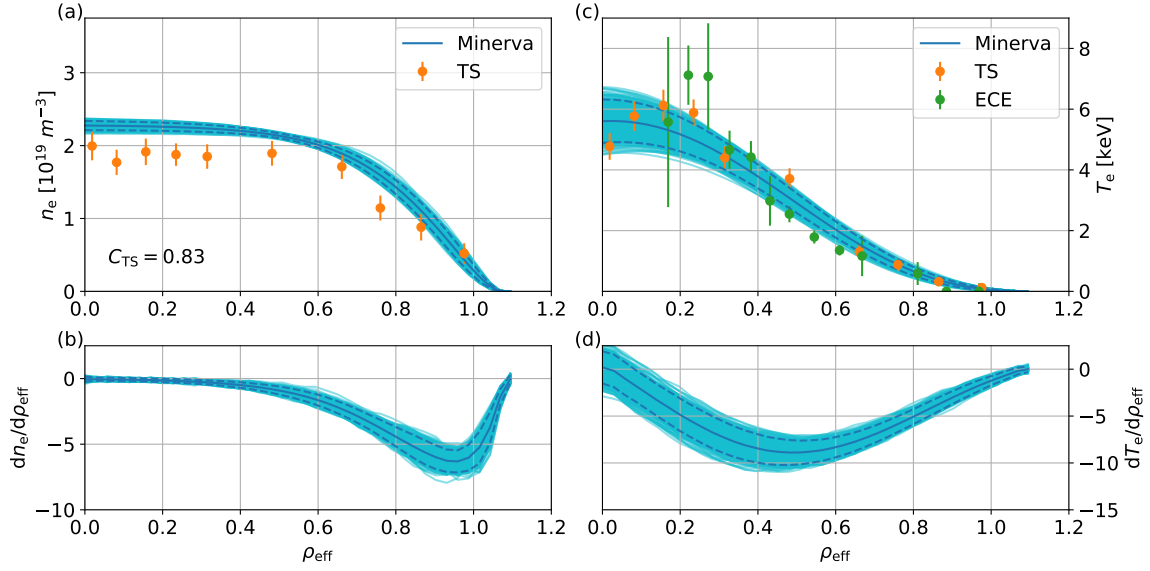 (a)
Minerva
TS
3
2
1
0
n_e [10^19 m^−3]
C_TS = 0.83
0.0 0.2 0.4 0.6 0.8 1.0 1.2
(c)
Minerva
TS
ECE
8
6
4
2
0
T_e [keV]
0.0 0.2 0.4 0.6 0.8 1.0 1.2
(b)
0
−5
−10
dn_e/dρ_eff
0.0 0.2 0.4 0.6 0.8 1.0 1.2
ρ_eff
(d)
0
−5
−10
−15
dT_e/dρ_eff
0.0 0.2 0.4 0.6 0.8 1.0 1.2
ρ_eff